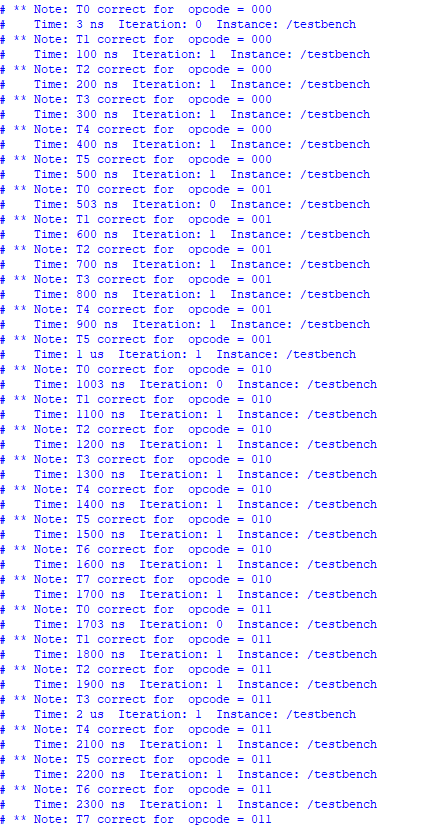 # ** Note: T0 correct for  opcode = 000
#    Time: 3 ns  Iteration: 0  Instance: /testbench
# ** Note: T1 correct for  opcode = 000
#    Time: 100 ns  Iteration: 1  Instance: /testbench
# ** Note: T2 correct for  opcode = 000
#    Time: 200 ns  Iteration: 1  Instance: /testbench
# ** Note: T3 correct for  opcode = 000
#    Time: 300 ns  Iteration: 1  Instance: /testbench
# ** Note: T4 correct for  opcode = 000
#    Time: 400 ns  Iteration: 1  Instance: /testbench
# ** Note: T5 correct for  opcode = 000
#    Time: 500 ns  Iteration: 1  Instance: /testbench
# ** Note: T0 correct for  opcode = 001
#    Time: 503 ns  Iteration: 0  Instance: /testbench
# ** Note: T1 correct for  opcode = 001
#    Time: 600 ns  Iteration: 1  Instance: /testbench
# ** Note: T2 correct for  opcode = 001
#    Time: 700 ns  Iteration: 1  Instance: /testbench
# ** Note: T3 correct for  opcode = 001
#    Time: 800 ns  Iteration: 1  Instance: /testbench
# ** Note: T4 correct for  opcode = 001
#    Time: 900 ns  Iteration: 1  Instance: /testbench
# ** Note: T5 correct for  opcode = 001
#    Time: 1 us  Iteration: 1  Instance: /testbench
# ** Note: T0 correct for  opcode = 010
#    Time: 1003 ns  Iteration: 0  Instance: /testbench
# ** Note: T1 correct for  opcode = 010
#    Time: 1100 ns  Iteration: 1  Instance: /testbench
# ** Note: T2 correct for  opcode = 010
#    Time: 1200 ns  Iteration: 1  Instance: /testbench
# ** Note: T3 correct for  opcode = 010
#    Time: 1300 ns  Iteration: 1  Instance: /testbench
# ** Note: T4 correct for  opcode = 010
#    Time: 1400 ns  Iteration: 1  Instance: /testbench
# ** Note: T5 correct for  opcode = 010
#    Time: 1500 ns  Iteration: 1  Instance: /testbench
# ** Note: T6 correct for  opcode = 010
#    Time: 1600 ns  Iteration: 1  Instance: /testbench
# ** Note: T7 correct for  opcode = 010
#    Time: 1700 ns  Iteration: 1  Instance: /testbench
# ** Note: T0 correct for  opcode = 011
#    Time: 1703 ns  Iteration: 0  Instance: /testbench
# ** Note: T1 correct for  opcode = 011
#    Time: 1800 ns  Iteration: 1  Instance: /testbench
# ** Note: T2 correct for  opcode = 011
#    Time: 1900 ns  Iteration: 1  Instance: /testbench
# ** Note: T3 correct for  opcode = 011
#    Time: 2 us  Iteration: 1  Instance: /testbench
# ** Note: T4 correct for  opcode = 011
#    Time: 2100 ns  Iteration: 1  Instance: /testbench
# ** Note: T5 correct for  opcode = 011
#    Time: 2200 ns  Iteration: 1  Instance: /testbench
# ** Note: T6 correct for  opcode = 011
#    Time: 2300 ns  Iteration: 1  Instance: /testbench
# ** Note: T7 correct for  opcode = 011